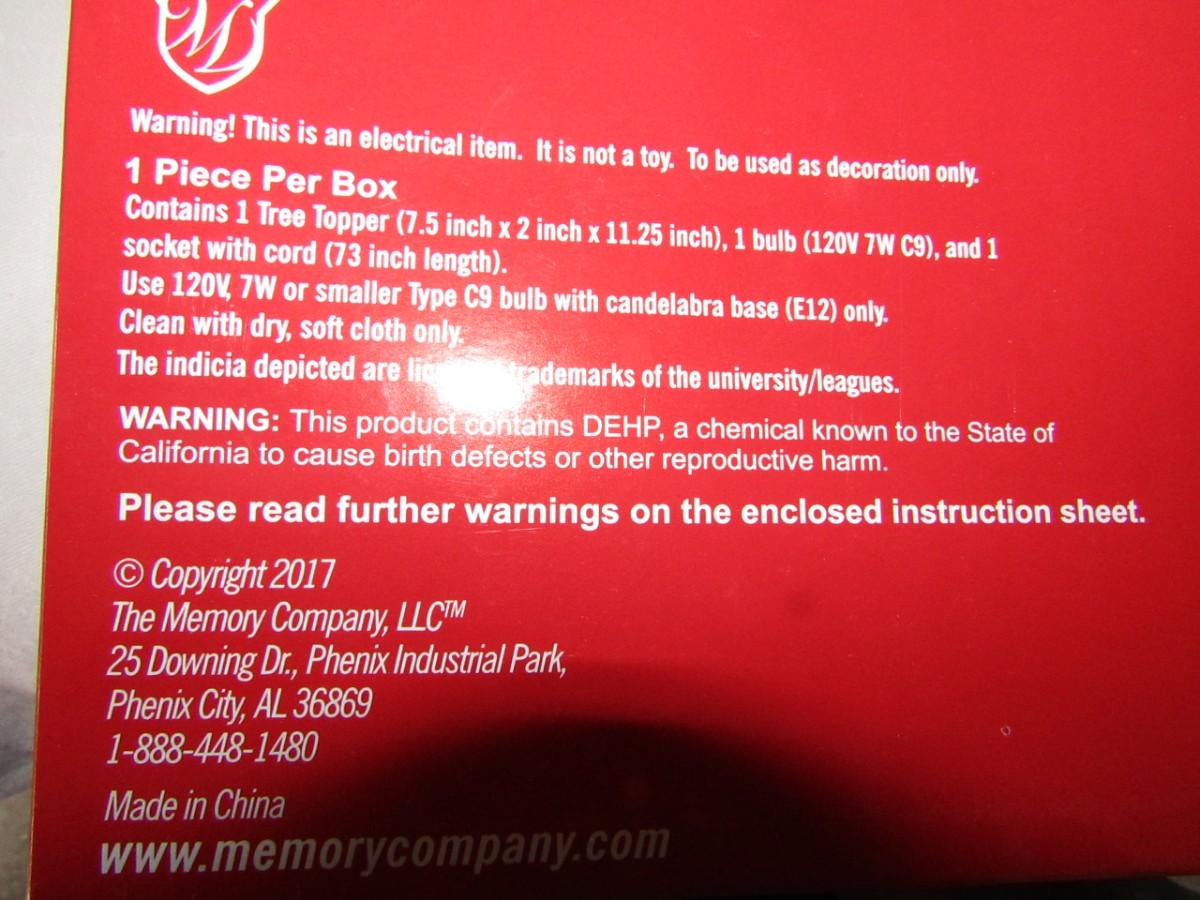 M
Warning! This is an electrical item. It is not a toy. To be used as decoration only.
1 Piece Per Box
Contains 1 Tree Topper (7.5 inch x 2 inch x 11.25 inch), 1 bulb (120V 7W C9), and 1
socket with cord (73 inch length).
Use 120V, 7W or smaller Type C9 bulb with candelabra base (E12) only.
Clean with dry, soft cloth only.
The indicia depicted are trademarks of the university/leagues.
WARNING: This product contains DEHP, a chemical known to the State of
California to cause birth defects or other reproductive harm.
Please read further warnings on the enclosed instruction sheet.
© Copyright 2017
The Memory Company, LLC™
25 Downing Dr., Phenix Industrial Park,
Phenix City, AL 36869
1-888-448-1480
Made in China
www.memorycompany.com